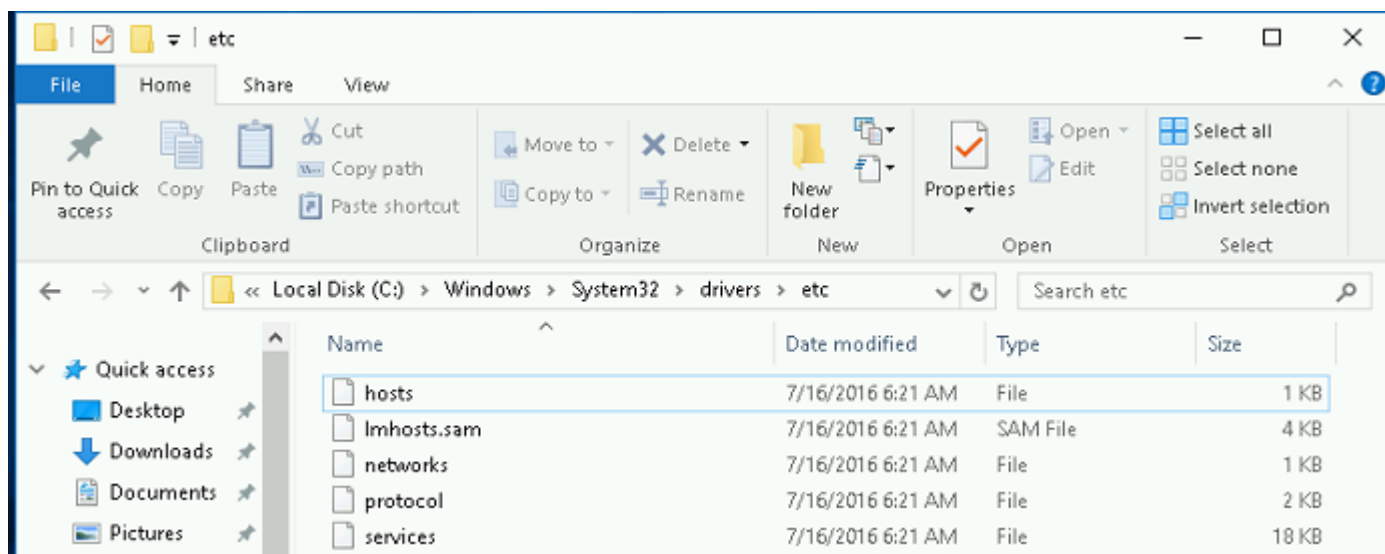 etc
File Home Share View
Pin to Quick access
Copy
Paste
Cut
Copy path
Paste shortcut
Clipboard
Move to
Copy to
Delete
Rename
Organize
New folder
New
Properties
Open
Edit
Open
Select all
Select none
Invert selection
Select
« Local Disk (C:) > Windows > System32 > drivers > etc
Search etc
Quick access
Desktop
Downloads
Documents
Pictures
Name Date modified Type Size
hosts 7/16/2016 6:21 AM File 1 KB
lmhosts.sam 7/16/2016 6:21 AM SAM File 4 KB
networks 7/16/2016 6:21 AM File 1 KB
protocol 7/16/2016 6:21 AM File 2 KB
services 7/16/2016 6:21 AM File 18 KB